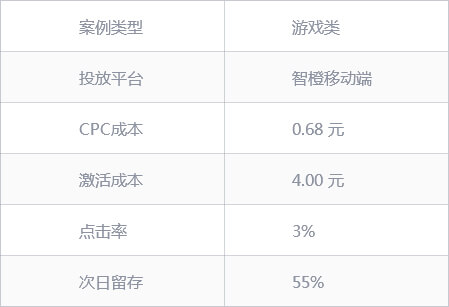 案例类型 游戏类
投放平台 智橙移动端
CPC成本 0.68 元
激活成本 4.00 元
点击率 3%
次日留存 55%